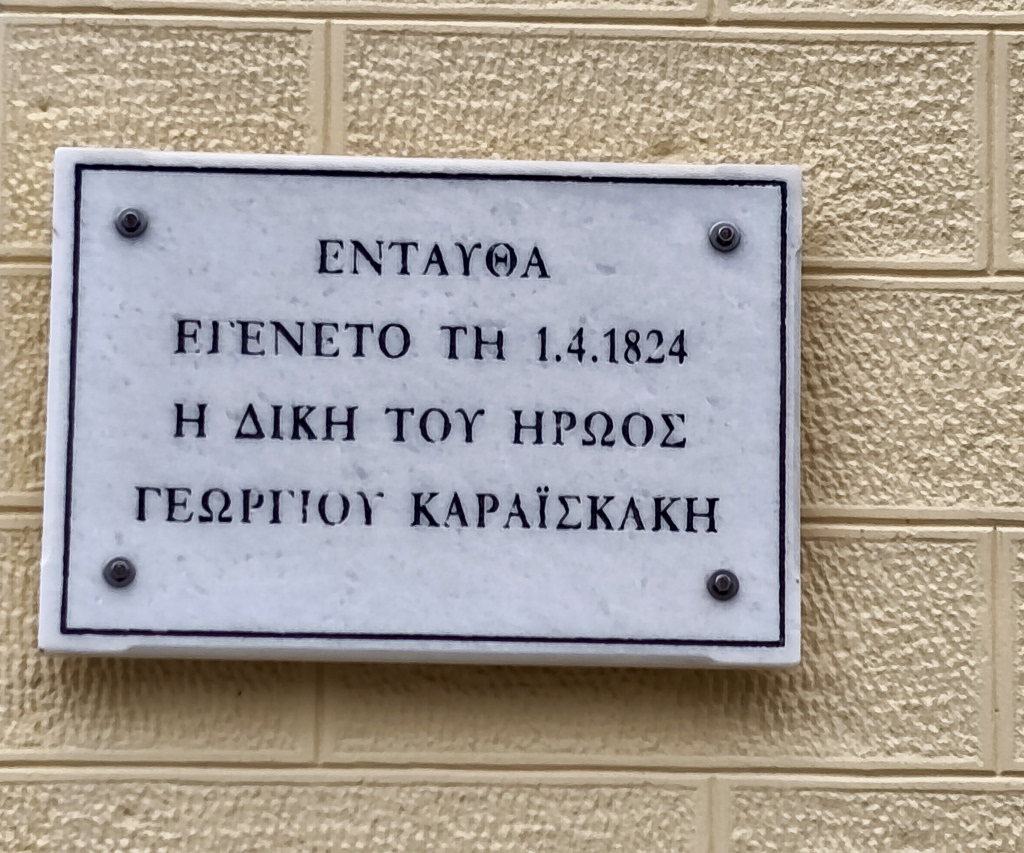 ΕΝΤΑΥΘΑ
ΕΓΕΝΕΤΟ ΤΗ 1.4.1824
Η ΔΙΚΗ ΤΟΥ ΗΡΩΟΣ
ΓΕΩΡΓΙΟΥ ΚΑΡΑΪΣΚΑΚΗ